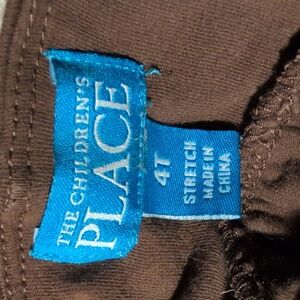 THE CHILDREN'S
PLACE
4T
STRETCH
MADE IN
CHINA